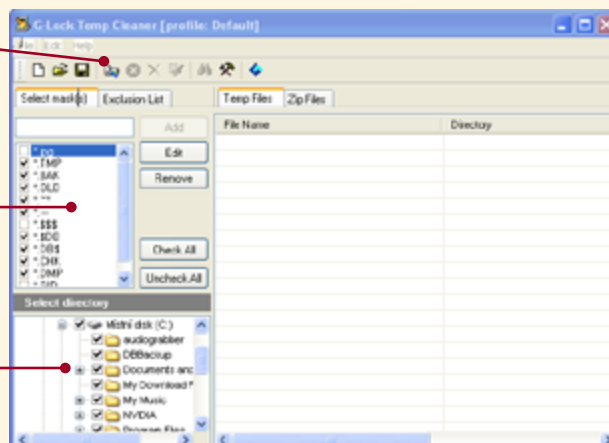 G-Lock Temp Cleaner [profile: Default]
File Edit Help
Select mask(s) Exclusion List Temp Files Zip Files
Add File Name Directory
Edit
*.TMP
Remove
*.BAK
*.OLD
*.~*
*.$$$
Check All
*.DB$
*.CHK
*.DMP
Uncheck All
Select directory
Místní disk (C:)
audiograbber
DBBackup
Documents and
My Download F
My Music
NVIDIA
Program Files